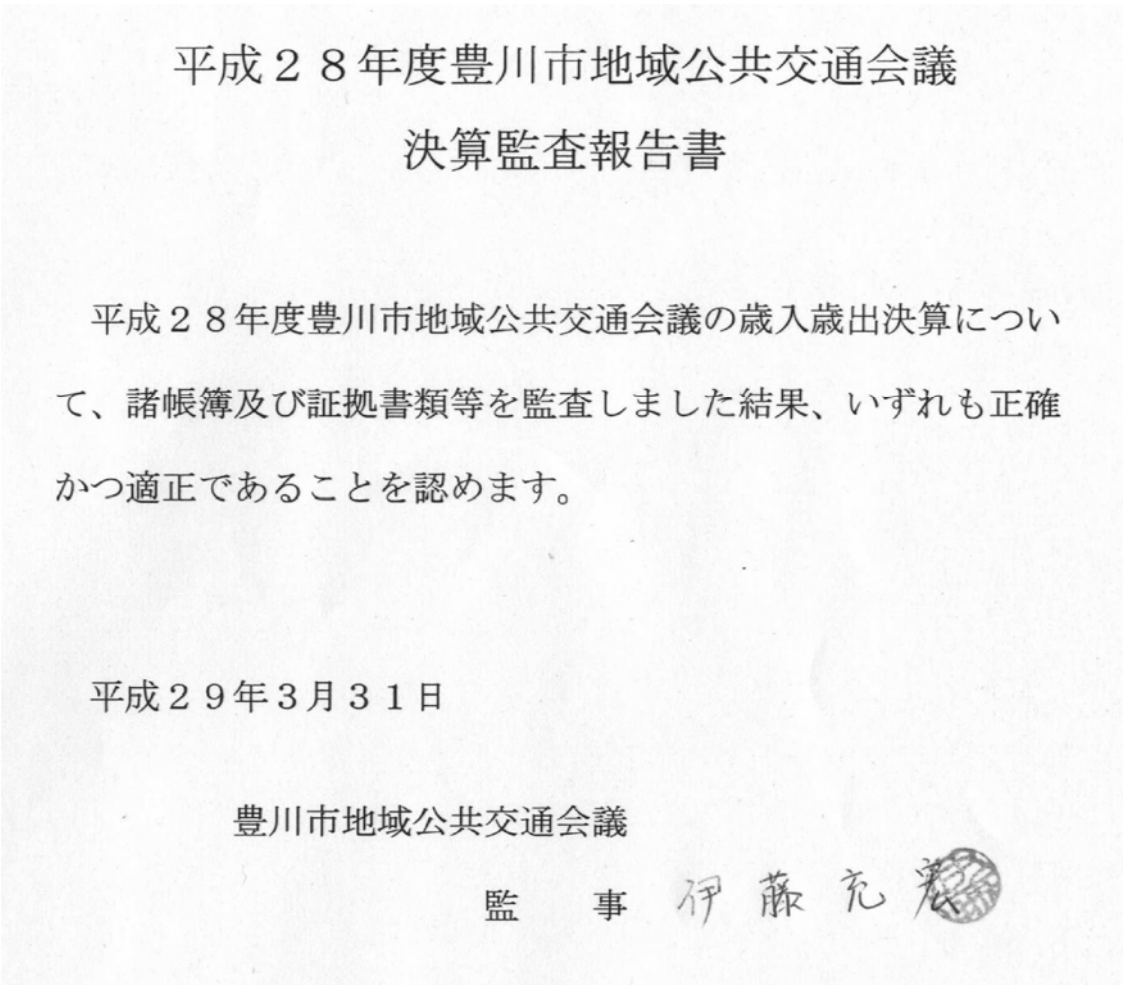 平成２８年度豊川市地域公共交通会議
決算監査報告書
平成２８年度豊川市地域公共交通会議の歳入歳出決算につい
て、諸帳簿及び証拠書類等を監査しました結果、いずれも正確
かつ適正であることを認めます。
平成２９年３月３１日
豊川市地域公共交通会議
監　事　伊藤充宏